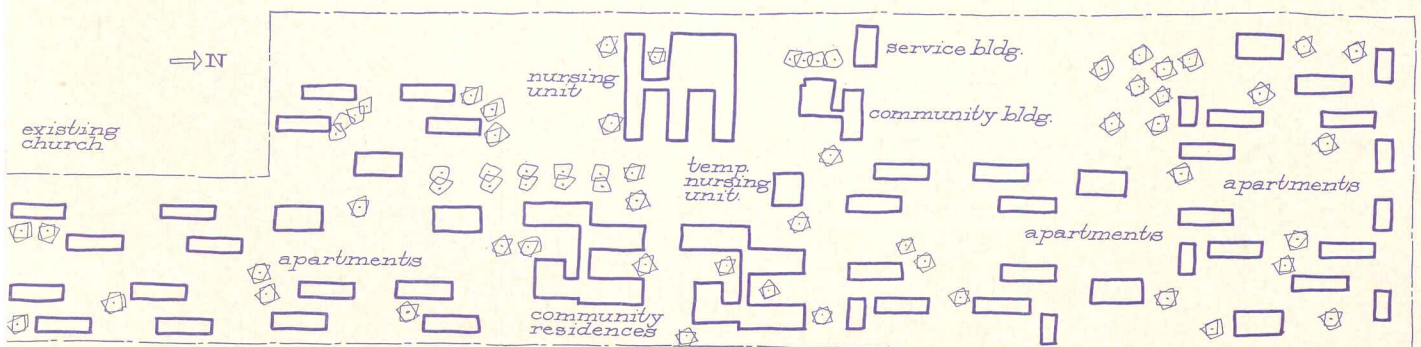 N
existing
church
nursing
unit
service bldg.
community bldg.
temp.
nursing
unit.
apartments
apartments
apartments
community
residences